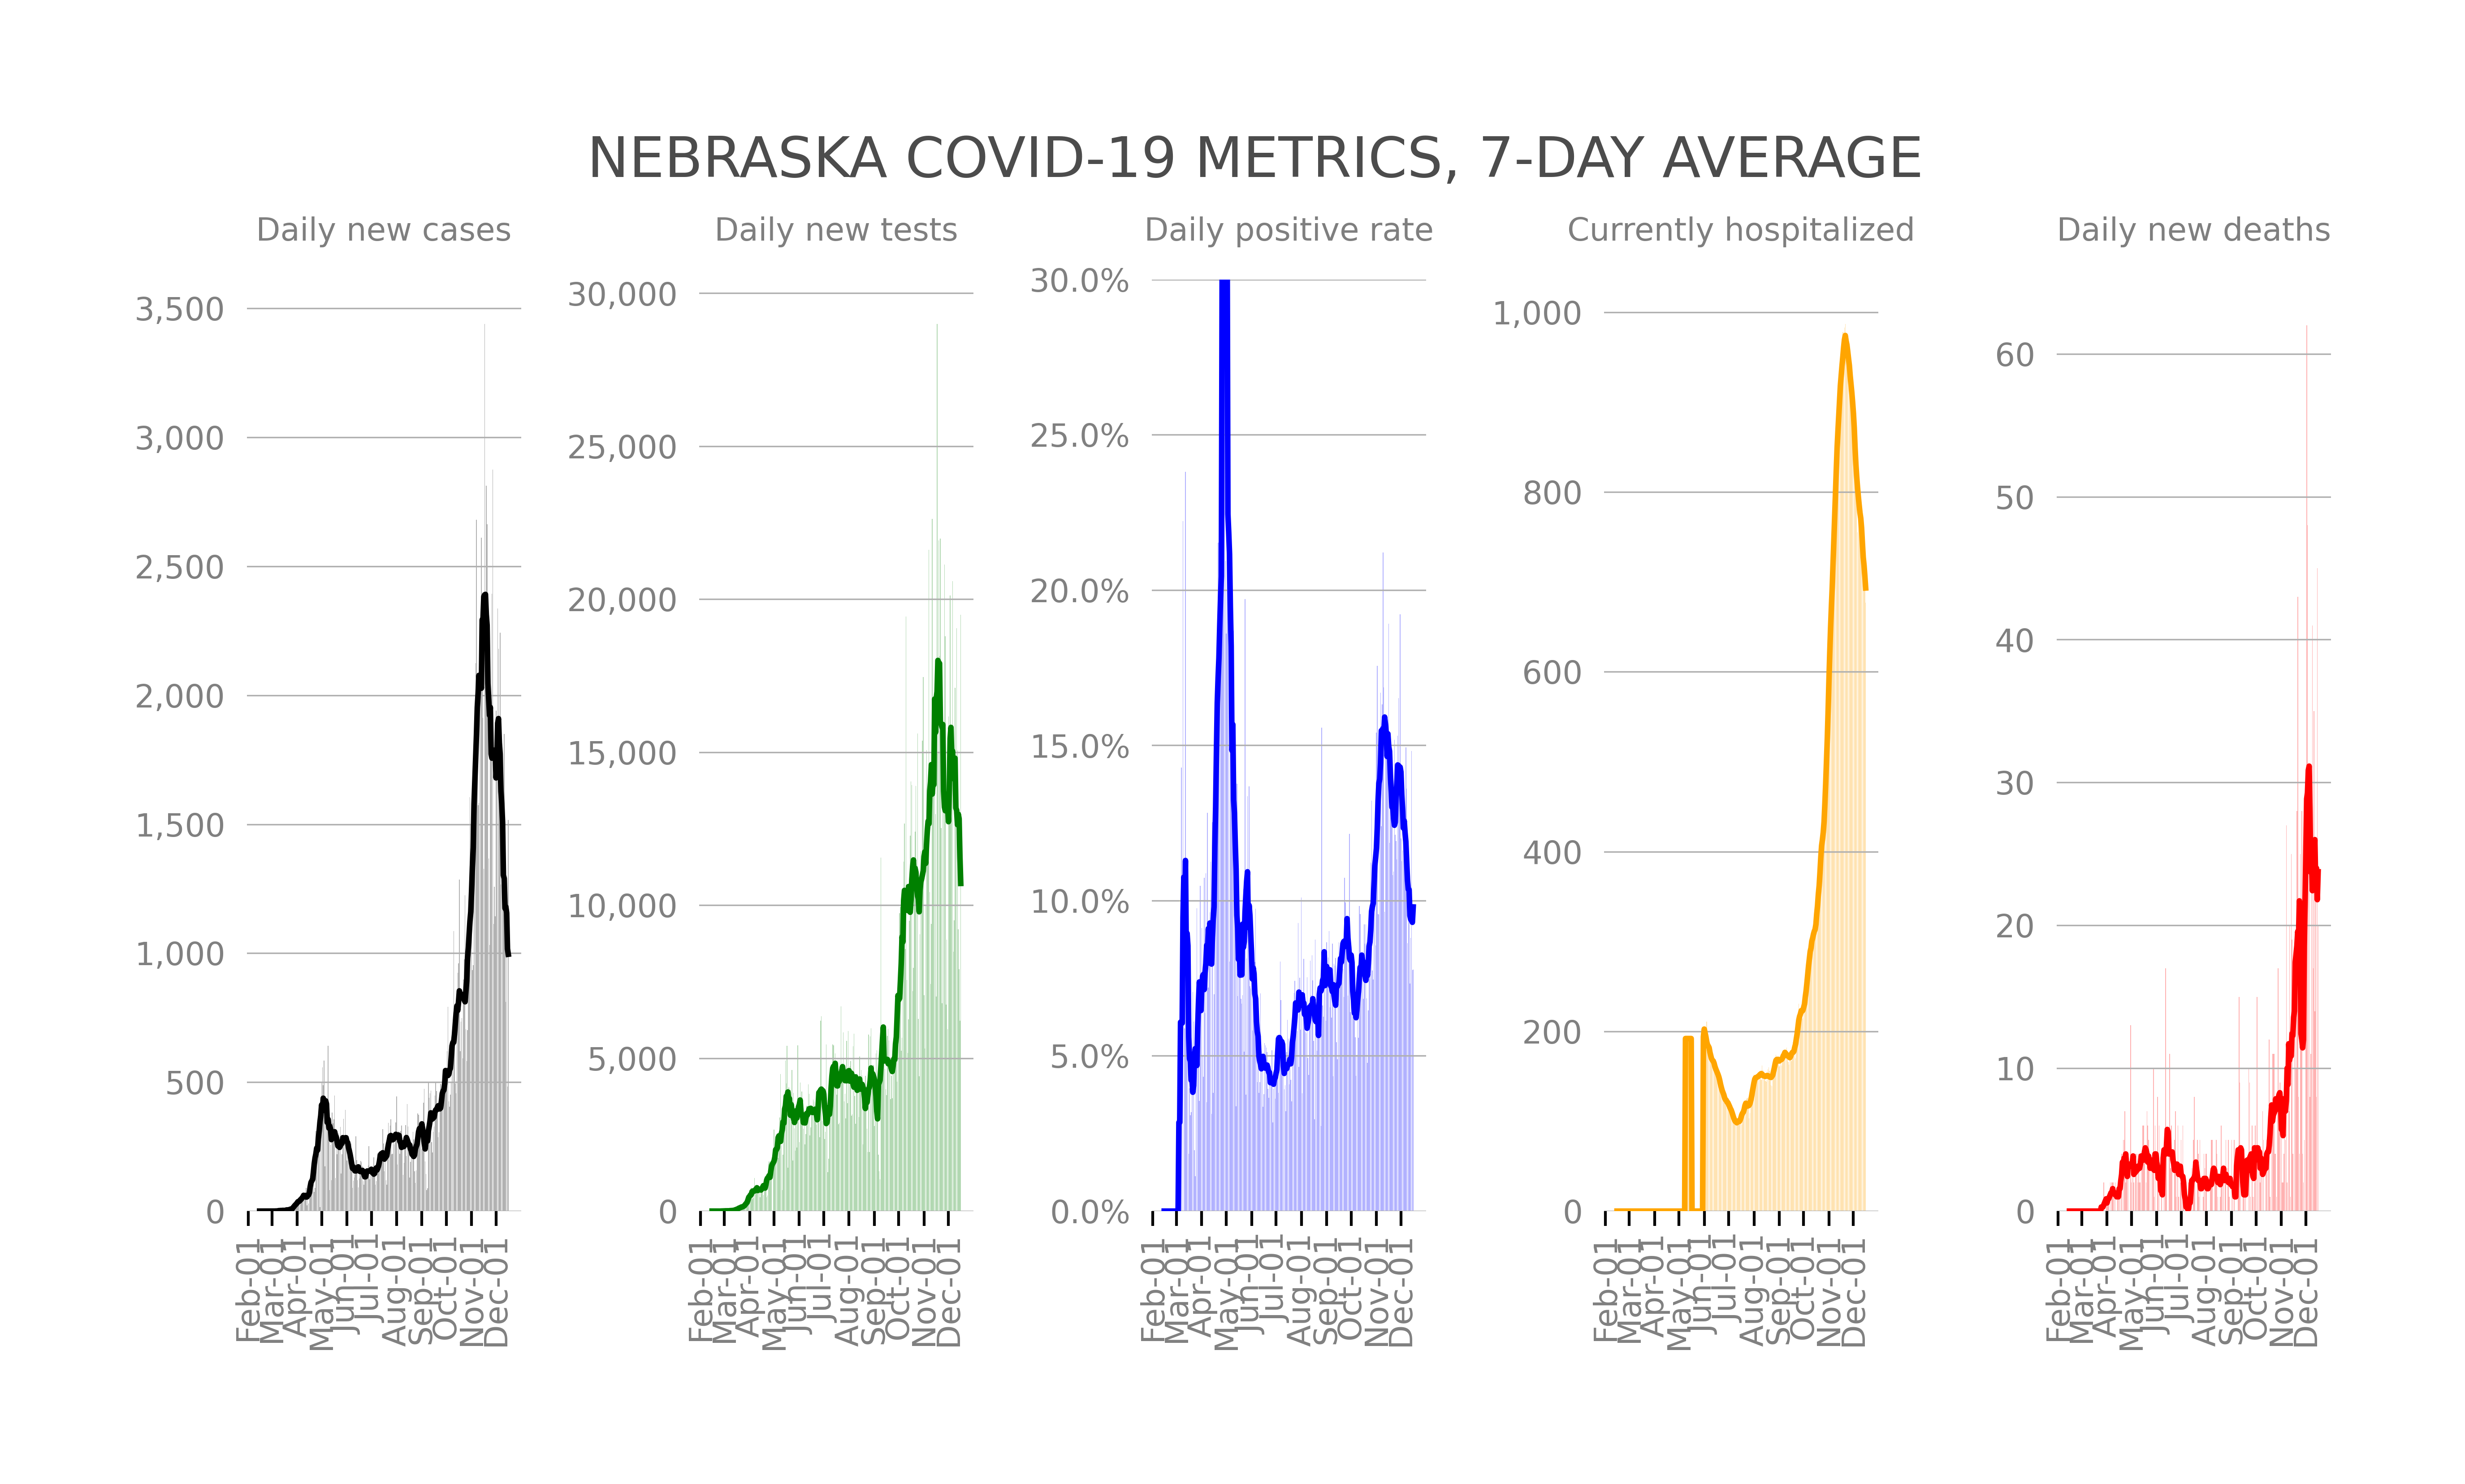 NEBRASKA COVID-19 METRICS, 7-DAY AVERAGE
Daily new cases
3,500
3,000
2,500
2,000
1,500
1,000
500
0
Feb-01
Mar-01
Apr-01
May-01
Jun-01
Jul-01
Aug-01
Sep-01
Oct-01
Nov-01
Dec-01
Daily new tests
30,000
25,000
20,000
15,000
10,000
5,000
0
Feb-01
Mar-01
Apr-01
May-01
Jun-01
Jul-01
Aug-01
Sep-01
Oct-01
Nov-01
Dec-01
Daily positive rate
30.0%
25.0%
20.0%
15.0%
10.0%
5.0%
0.0%
Feb-01
Mar-01
Apr-01
May-01
Jun-01
Jul-01
Aug-01
Sep-01
Oct-01
Nov-01
Dec-01
Currently hospitalized
1,000
800
600
400
200
0
Feb-01
Mar-01
Apr-01
May-01
Jun-01
Jul-01
Aug-01
Sep-01
Oct-01
Nov-01
Dec-01
Daily new deaths
60
50
40
30
20
10
0
Feb-01
Mar-01
Apr-01
May-01
Jun-01
Jul-01
Aug-01
Sep-01
Oct-01
Nov-01
Dec-01